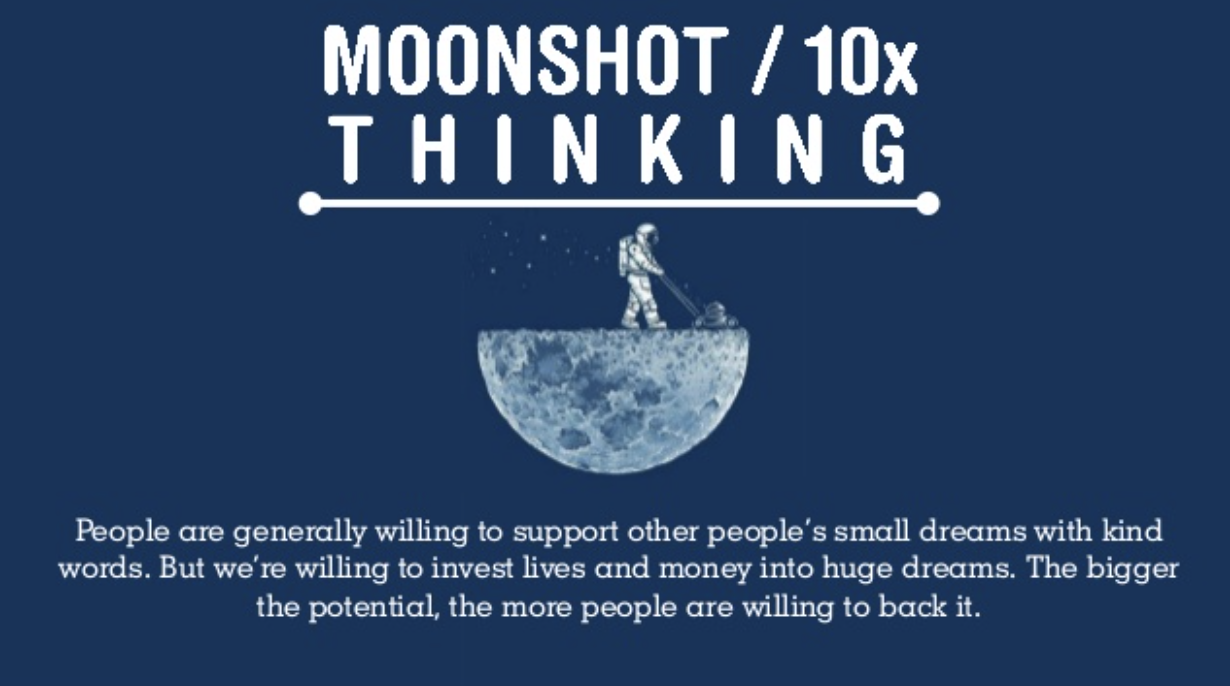 MOONSHOT / 10x
THINKING
People are generally willing to support other people's small dreams with kind
words. But we're willing to invest lives and money into huge dreams. The bigger
the potential, the more people are willing to back it.